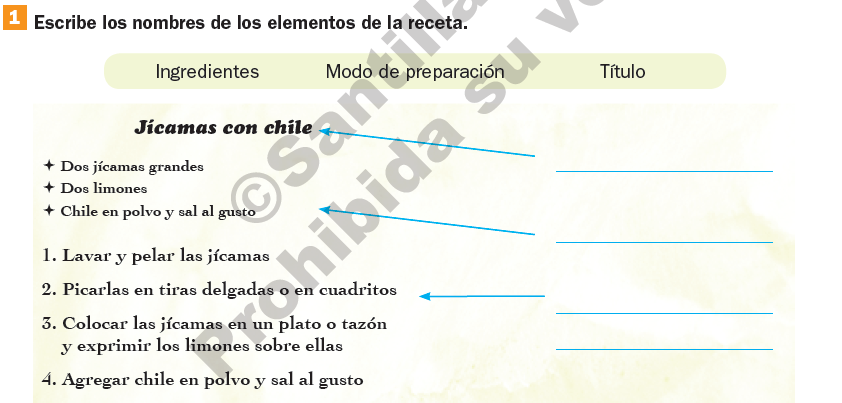 1 Escribe los nombres de los elementos de la receta.
Ingredientes Modo de preparación Título
Jícamas con chile
Dos jícamas grandes
Dos limones
Chile en polvo y sal al gusto
1. Lavar y pelar las jícamas
2. Picarlas en tiras delgadas o en cuadritos
3. Colocar las jícamas en un plato o tazón
y exprimir los limones sobre ellas
4. Agregar chile en polvo y sal al gusto
©Santilla
Prohibida su ve